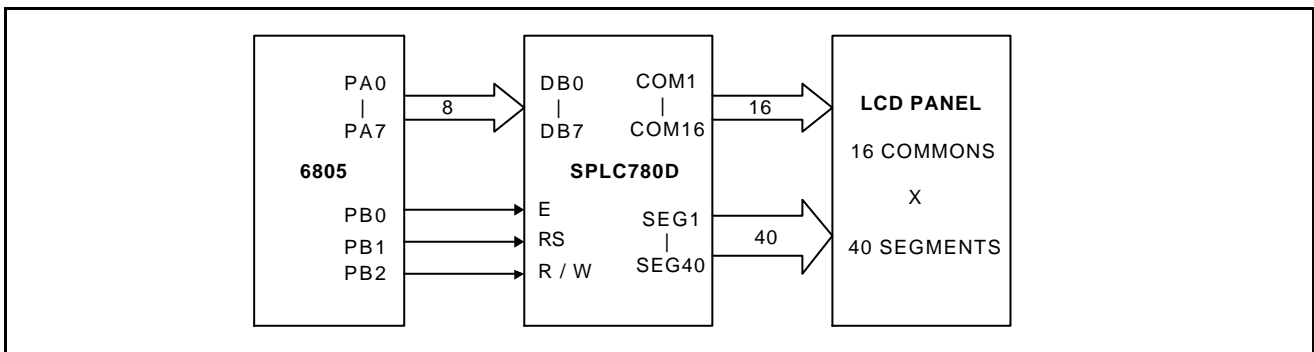 PA0
|
PA7
6805
PB0
PB1
PB2
8
DB0
|
DB7
SPLC780D
E
RS
R / W
COM1
|
COM16
SEG1
|
SEG40
16
40
LCD PANEL
16 COMMONS
X
40 SEGMENTS